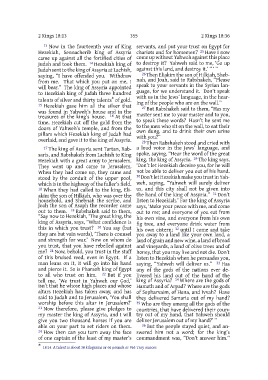 2 Kings 18:13
355
2 Kings 18:36
13 Now in the fourteenth year of King
Hezekiah, Sennacherib king of Assyria
came up against all the fortified cities of
Judah and took them. 14 Hezekiah king of
Judah sent to the king of Assyria at Lachish,
saying, “I have offended you. Withdraw
from me. That which you put on me, I
will bear.” The king of Assyria appointed
to Hezekiah king of Judah three hundred
talents of silver and thirty talents of gold.
15 Hezekiah gave him all the silver that
was found in Yahweh's house and in the
treasures of the king's house. 16 At that
time, Hezekiah cut off the gold from the
doors of Yahweh's temple, and from the
pillars which Hezekiah king of Judah had
overlaid, and gave it to the king of Assyria.
17 The king of Assyria sent Tartan, Rab-
saris, and Rabshakeh from Lachish to King
Hezekiah with a great army to Jerusalem.
They went up and came to Jerusalem.
When they had come up, they came and
stood by the conduit of the upper pool,
which is in the highway of the fuller's field.
18 When they had called to the king, Eli-
akim the son of Hilkiah, who was over the
household, and Shebnah the scribe, and
Joah the son of Asaph the recorder came
out to them. 19 Rabshakeh said to them,
“Say now to Hezekiah, ‘The great king, the
king of Assyria, says, “What confidence is
this in which you trust? 20 You say (but
they are but vain words), ‘There is counsel
and strength for war.’ Now on whom do
you trust, that you have rebelled against
me? 21 Now, behold, you trust in the staff
of this bruised reed, even in Egypt. If a
man leans on it, it will go into his hand
and pierce it. So is Pharaoh king of Egypt
to all who trust on him. 22 But if you
tell me, ‘We trust in Yahweh our God,’
isn't that he whose high places and whose
altars Hezekiah has taken away, and has
said to Judah and to Jerusalem, ‘You shall
worship before this altar in Jerusalem?’
23 Now therefore, please give pledges to
my master the king of Assyria, and I will
give you two thousand horses if you are
able on your part to set riders on them.
24 How then can you turn away the face
of one captain of the least of my master's
servants, and put your trust on Egypt for
chariots and for horsemen? 25 Have I now
come up without Yahweh against this place
to destroy it? Yahweh said to me, ‘Go up
against this land, and destroy it.’ ” ’ ”
26 Then Eliakim the son of Hilkiah, Sheb-
nah, and Joah, said to Rabshakeh, “Please
speak to your servants in the Syrian lan-
guage, for we understand it. Don't speak
with us in the Jews' language, in the hear-
ing of the people who are on the wall.”
27 But Rabshakeh said to them, “Has my
master sent me to your master and to you,
to speak these words? Hasn't he sent me
to the men who sit on the wall, to eat their
own dung, and to drink their own urine
with you?”
28 Then Rabshakeh stood and cried with
a loud voice in the Jews' language, and
spoke, saying, “Hear the word of the great
king, the king of Assyria. 29 The king says,
‘Don't let Hezekiah deceive you, for he will
not be able to deliver you out of his hand.
30 Don't let Hezekiah make you trust in Yah-
weh, saying, “Yahweh will surely deliver
us, and this city shall not be given into
the hand of the king of Assyria.” 31 Don't
listen to Hezekiah.’ For the king of Assyria
says, ‘Make your peace with me, and come
out to me; and everyone of you eat from
his own vine, and everyone from his own
fig tree, and everyone drink water from
his own cistern; 32 until I come and take
you away to a land like your own land, a
land of grain and new wine, a land of bread
and vineyards, a land of olive trees and of
honey, that you may live and not die. Don't
listen to Hezekiah when he persuades you,
saying, “Yahweh will deliver us.” 33 Has
any of the gods of the nations ever de-
livered his land out of the hand of the
king of Assyria? 34 Where are the gods of
Hamath and of Arpad? Where are the gods
of Sepharvaim, of Hena, and Ivvah? Have
they delivered Samaria out of my hand?
35 Who are they among all the gods of the
countries, that have delivered their coun-
try out of my hand, that Yahweh should
deliver Jerusalem out of my hand?’ ”
36 But the people stayed quiet, and an-
swered him not a word; for the king's
commandment was, “Don't answer him.”